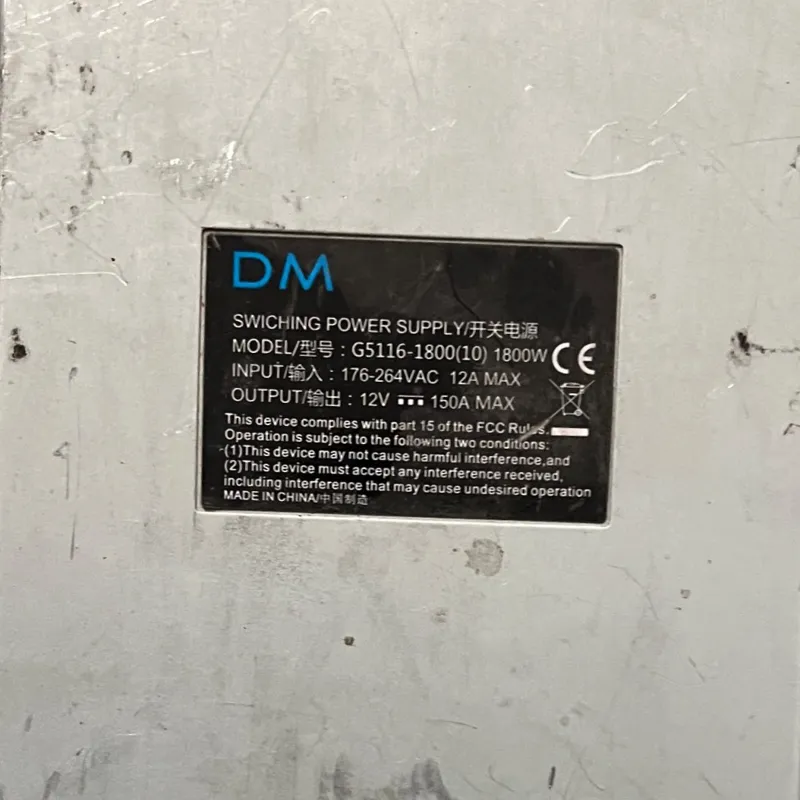 DM
SWICHING POWER SUPPLY/开关电源
MODEL/型号: G5116-1800(10) 1800W
CE
INPUT/输入: 176-264VAC 12A MAX
OUTPUT/输出: 12V 150A MAX
This device complies with part 15 of the FCC Rules.
Operation is subject to the following two conditions:
(1)This device may not cause harmful interference,and
(2)This device must accept any interference received,
including interference that may cause undesired operation
MADE IN CHINA/中国制造